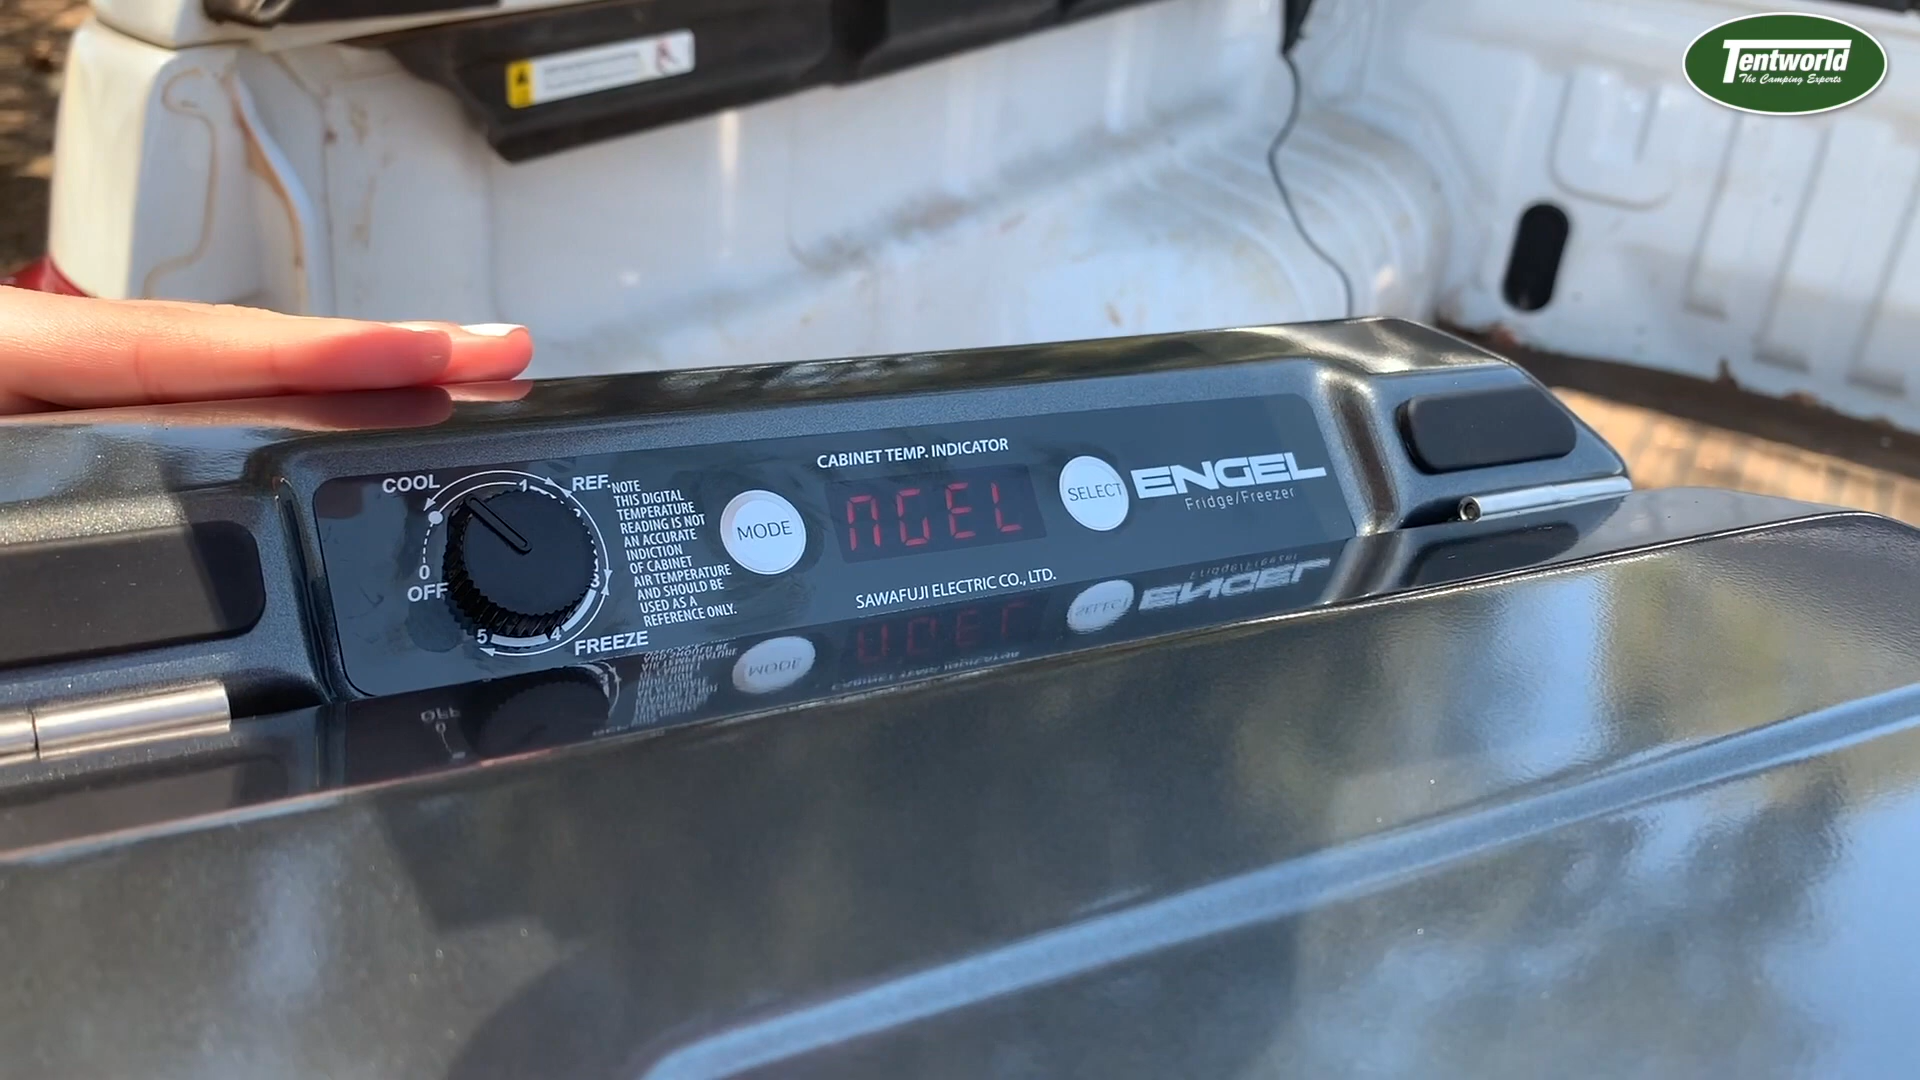 Tentworld
The Camping Experts
COOL
1
REF.
0
OFF
5
4
3
FREEZE
NOTE
THIS DIGITAL
TEMPERATURE
READING IS NOT
AN ACCURATE
INDICTION
OF CABINET
AIR TEMPERATURE
AND SHOULD BE
USED AS A
REFERENCE ONLY.
MODE
CABINET TEMP. INDICATOR
NGEL
SAWAFUJI ELECTRIC CO., LTD.
SELECT
ENGEL
Fridge/Freezer